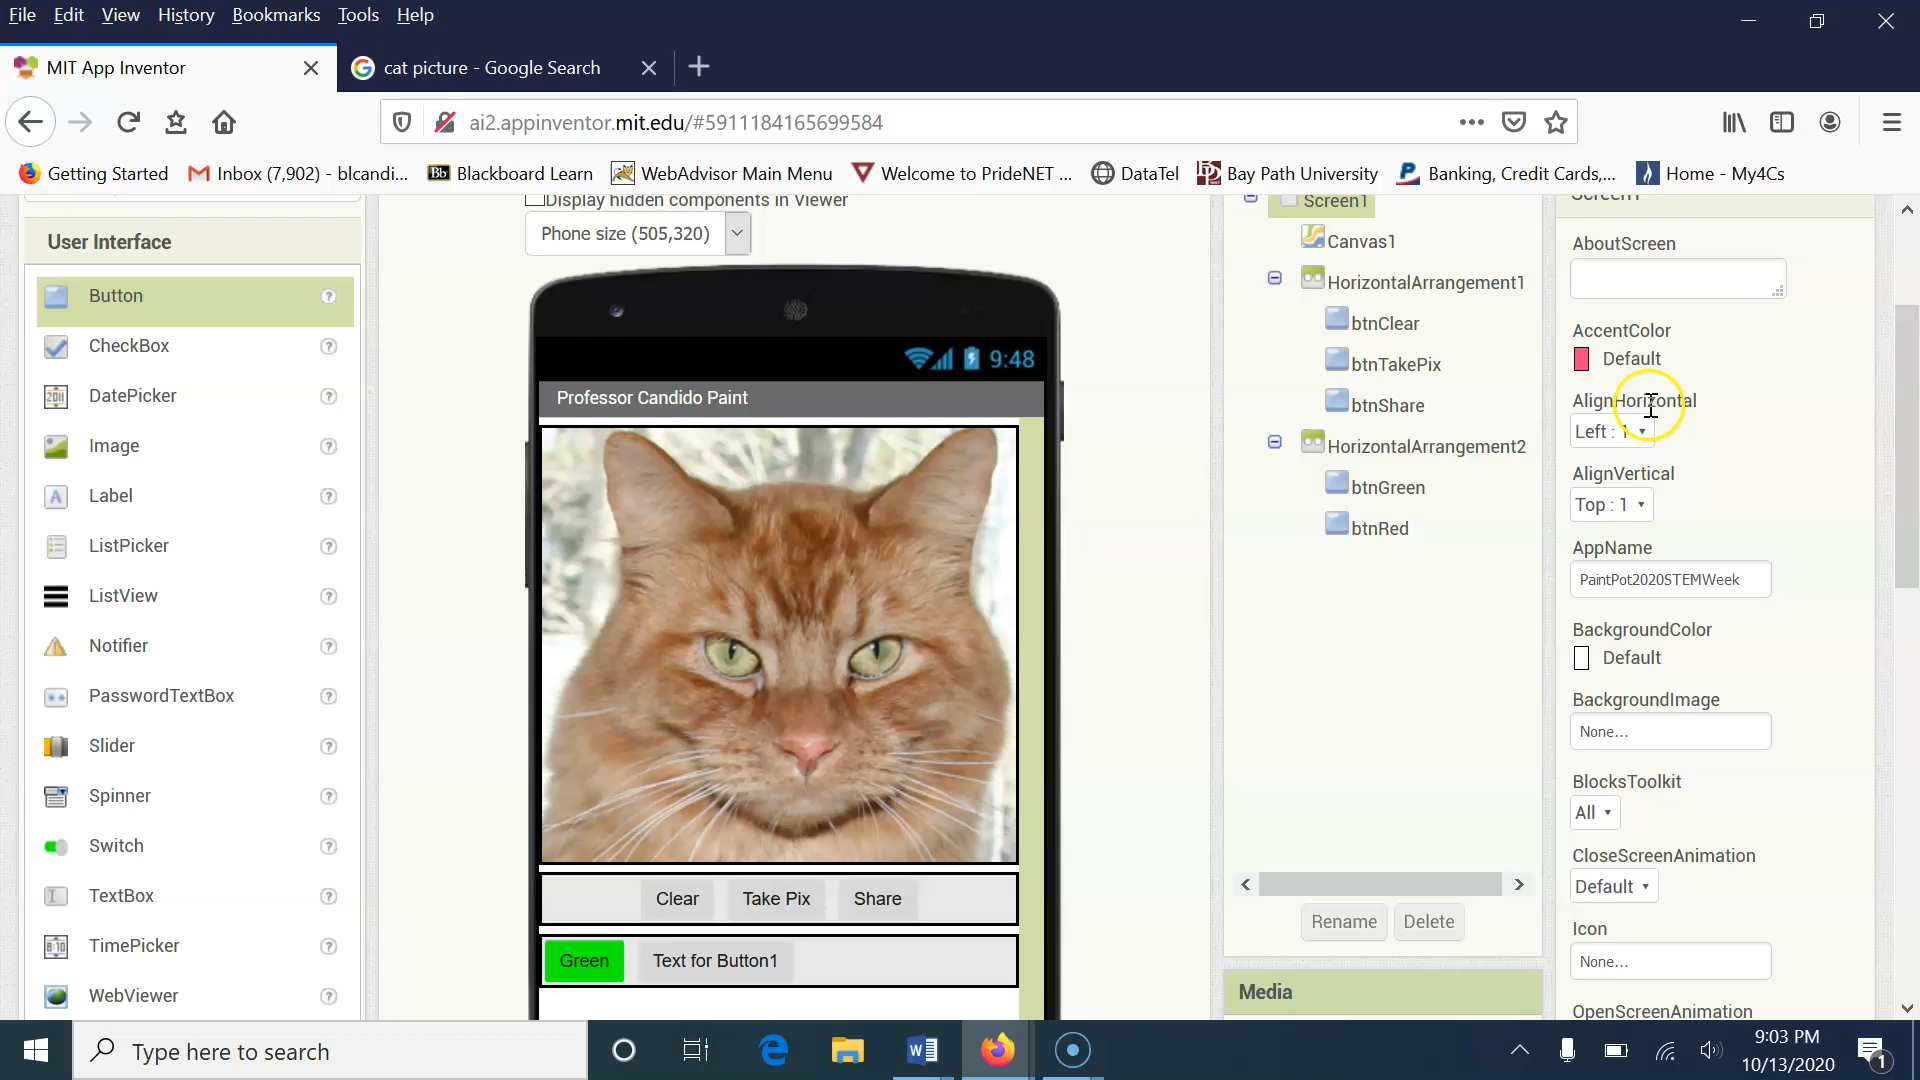 File Edit View History Bookmarks Tools Help
MIT App Inventor
cat picture - Google Search
ai2.appinventor.mit.edu/#5911184165699584
Getting Started
Inbox (7,902) - blcandi...
Bb Blackboard Learn
WebAdvisor Main Menu
Welcome to PrideNET ...
DataTel
Bay Path University
Banking, Credit Cards,...
Home - My4Cs
User Interface
Button
CheckBox
DatePicker
Image
Label
ListPicker
ListView
Notifier
PasswordTextBox
Slider
Spinner
Switch
TextBox
TimePicker
WebViewer
Display hidden components in Viewer
Phone size (505,320)
9:48
Professor Candido Paint
Clear Take Pix Share
Green Text for Button1
Screen1
Canvas1
HorizontalArrangement1
btnClear
btnTakePix
btnShare
HorizontalArrangement2
btnGreen
btnRed
Rename Delete
Media
Screen1
AboutScreen
AccentColor
Default
AlignHorizontal
Left : 1
AlignVertical
Top : 1
AppName
PaintPot2020STEMWeek
BackgroundColor
Default
BackgroundImage
None...
BlocksToolkit
All
CloseScreenAnimation
Default
Icon
None...
OpenScreenAnimation
Type here to search
9:03 PM
10/13/2020
1